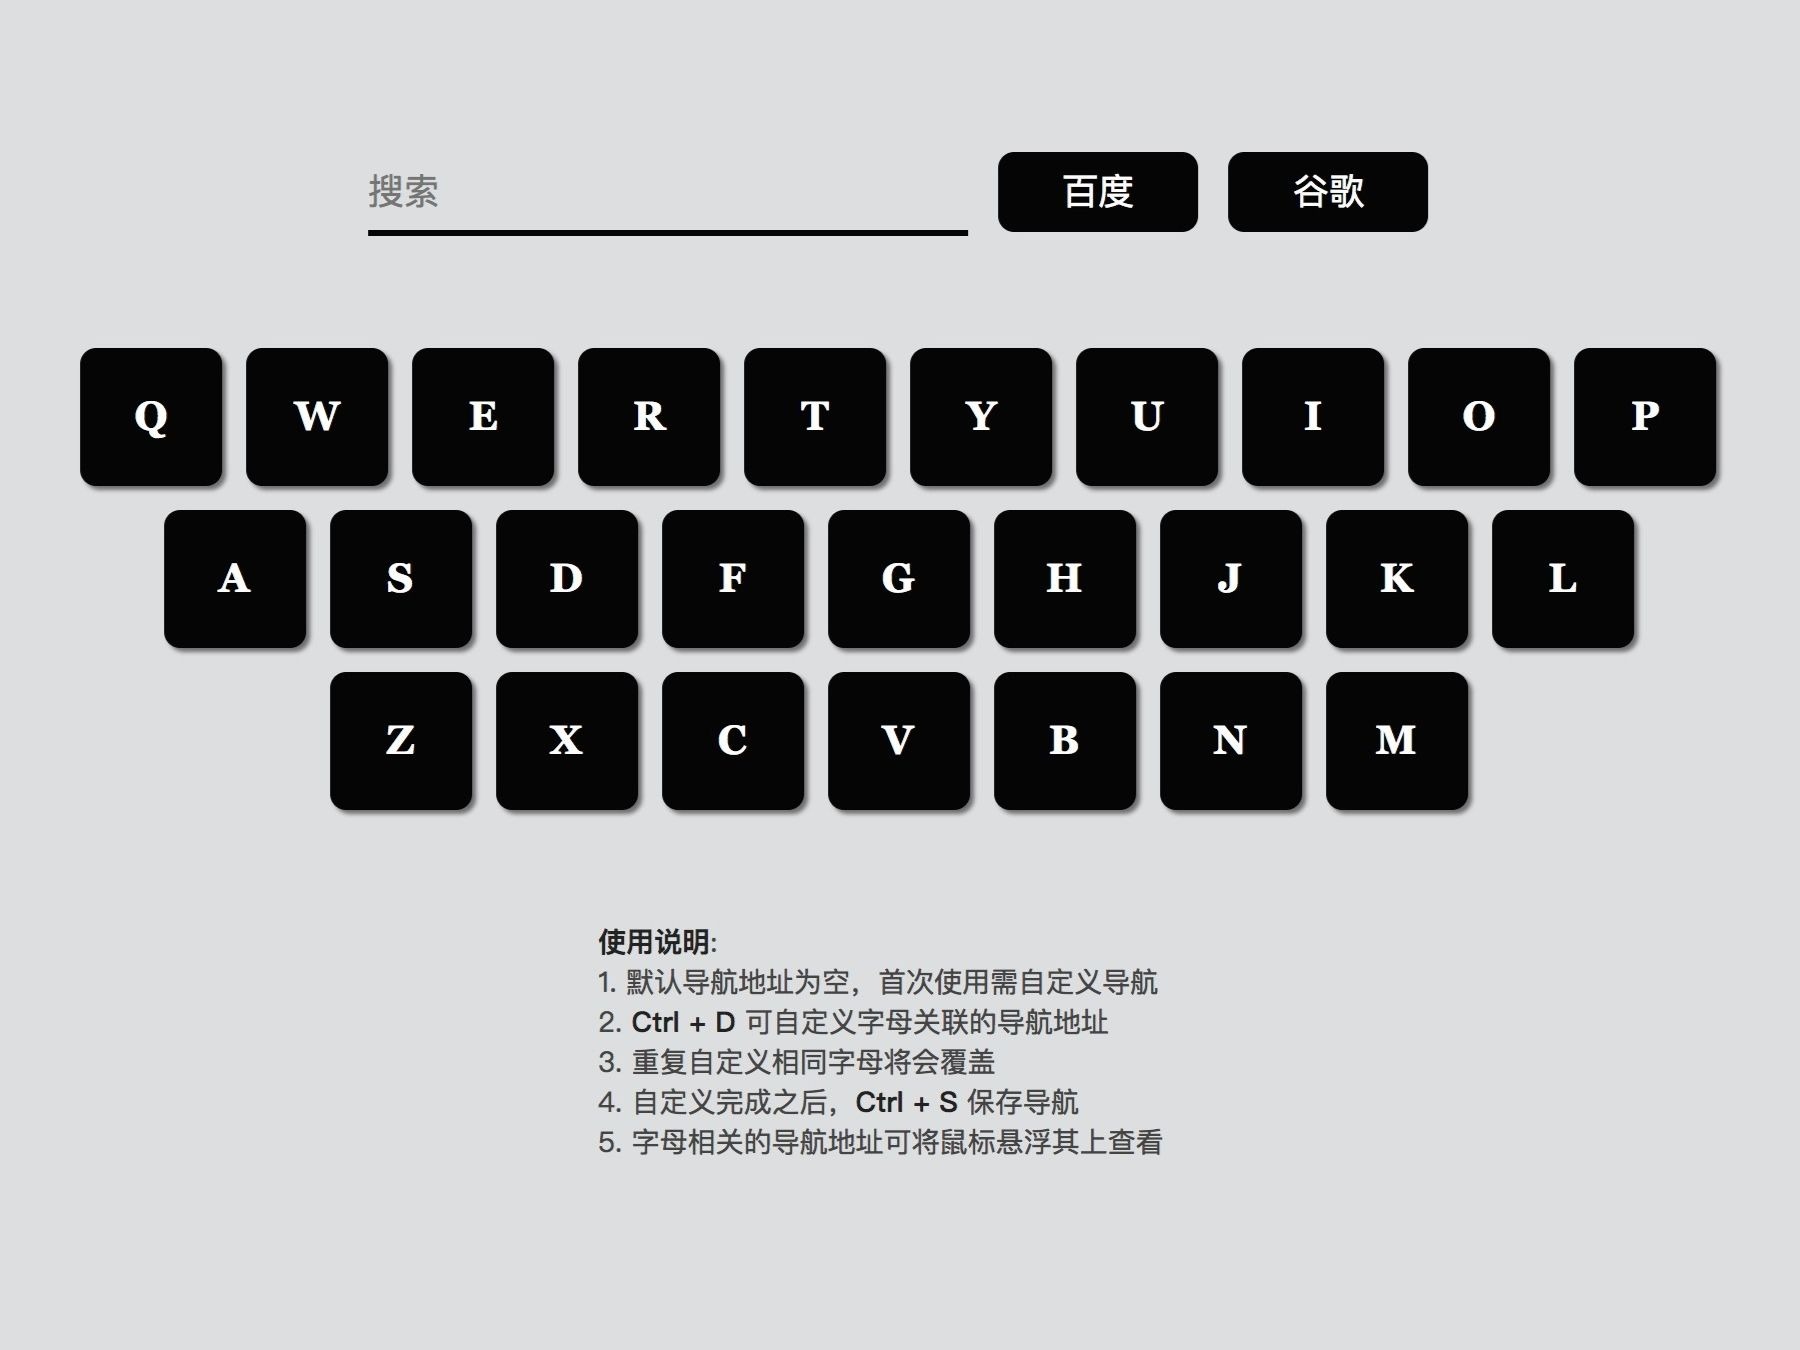 搜索 百度 谷歌
Q W E R T Y U I O P
A S D F G H J K L
Z X C V B N M
使用说明:
1. 默认导航地址为空，首次使用需自定义导航
2. Ctrl + D 可自定义字母关联的导航地址
3. 重复自定义相同字母将会覆盖
4. 自定义完成之后，Ctrl + S 保存导航
5. 字母相关的导航地址可将鼠标悬浮其上查看